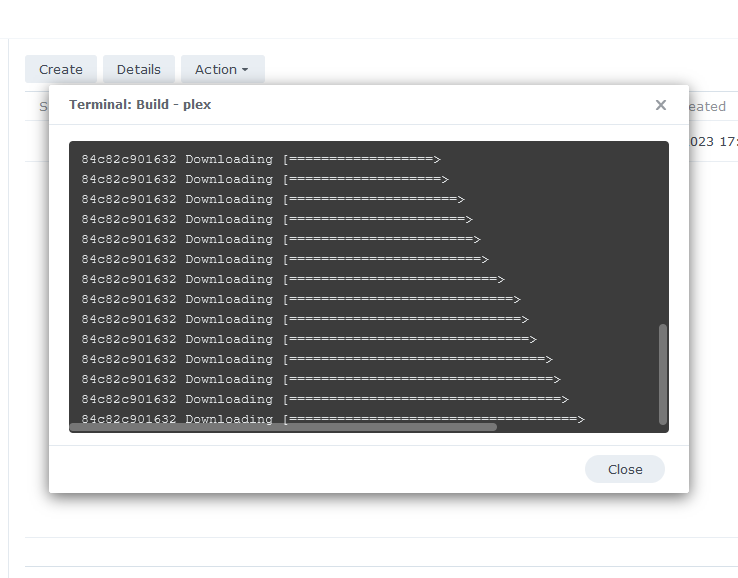 Create Details Action
Terminal: Build - plex
S
eated
023 17:
84c82c901632 Downloading [==================>
84c82c901632 Downloading [===================>
84c82c901632 Downloading [=====================>
84c82c901632 Downloading [======================>
84c82c901632 Downloading [=======================>
84c82c901632 Downloading [========================>
84c82c901632 Downloading [==========================>
84c82c901632 Downloading [============================>
84c82c901632 Downloading [=============================>
84c82c901632 Downloading [==============================>
84c82c901632 Downloading [================================>
84c82c901632 Downloading [=================================>
84c82c901632 Downloading [==================================>
84c82c901632 Downloading [====================================>
Close